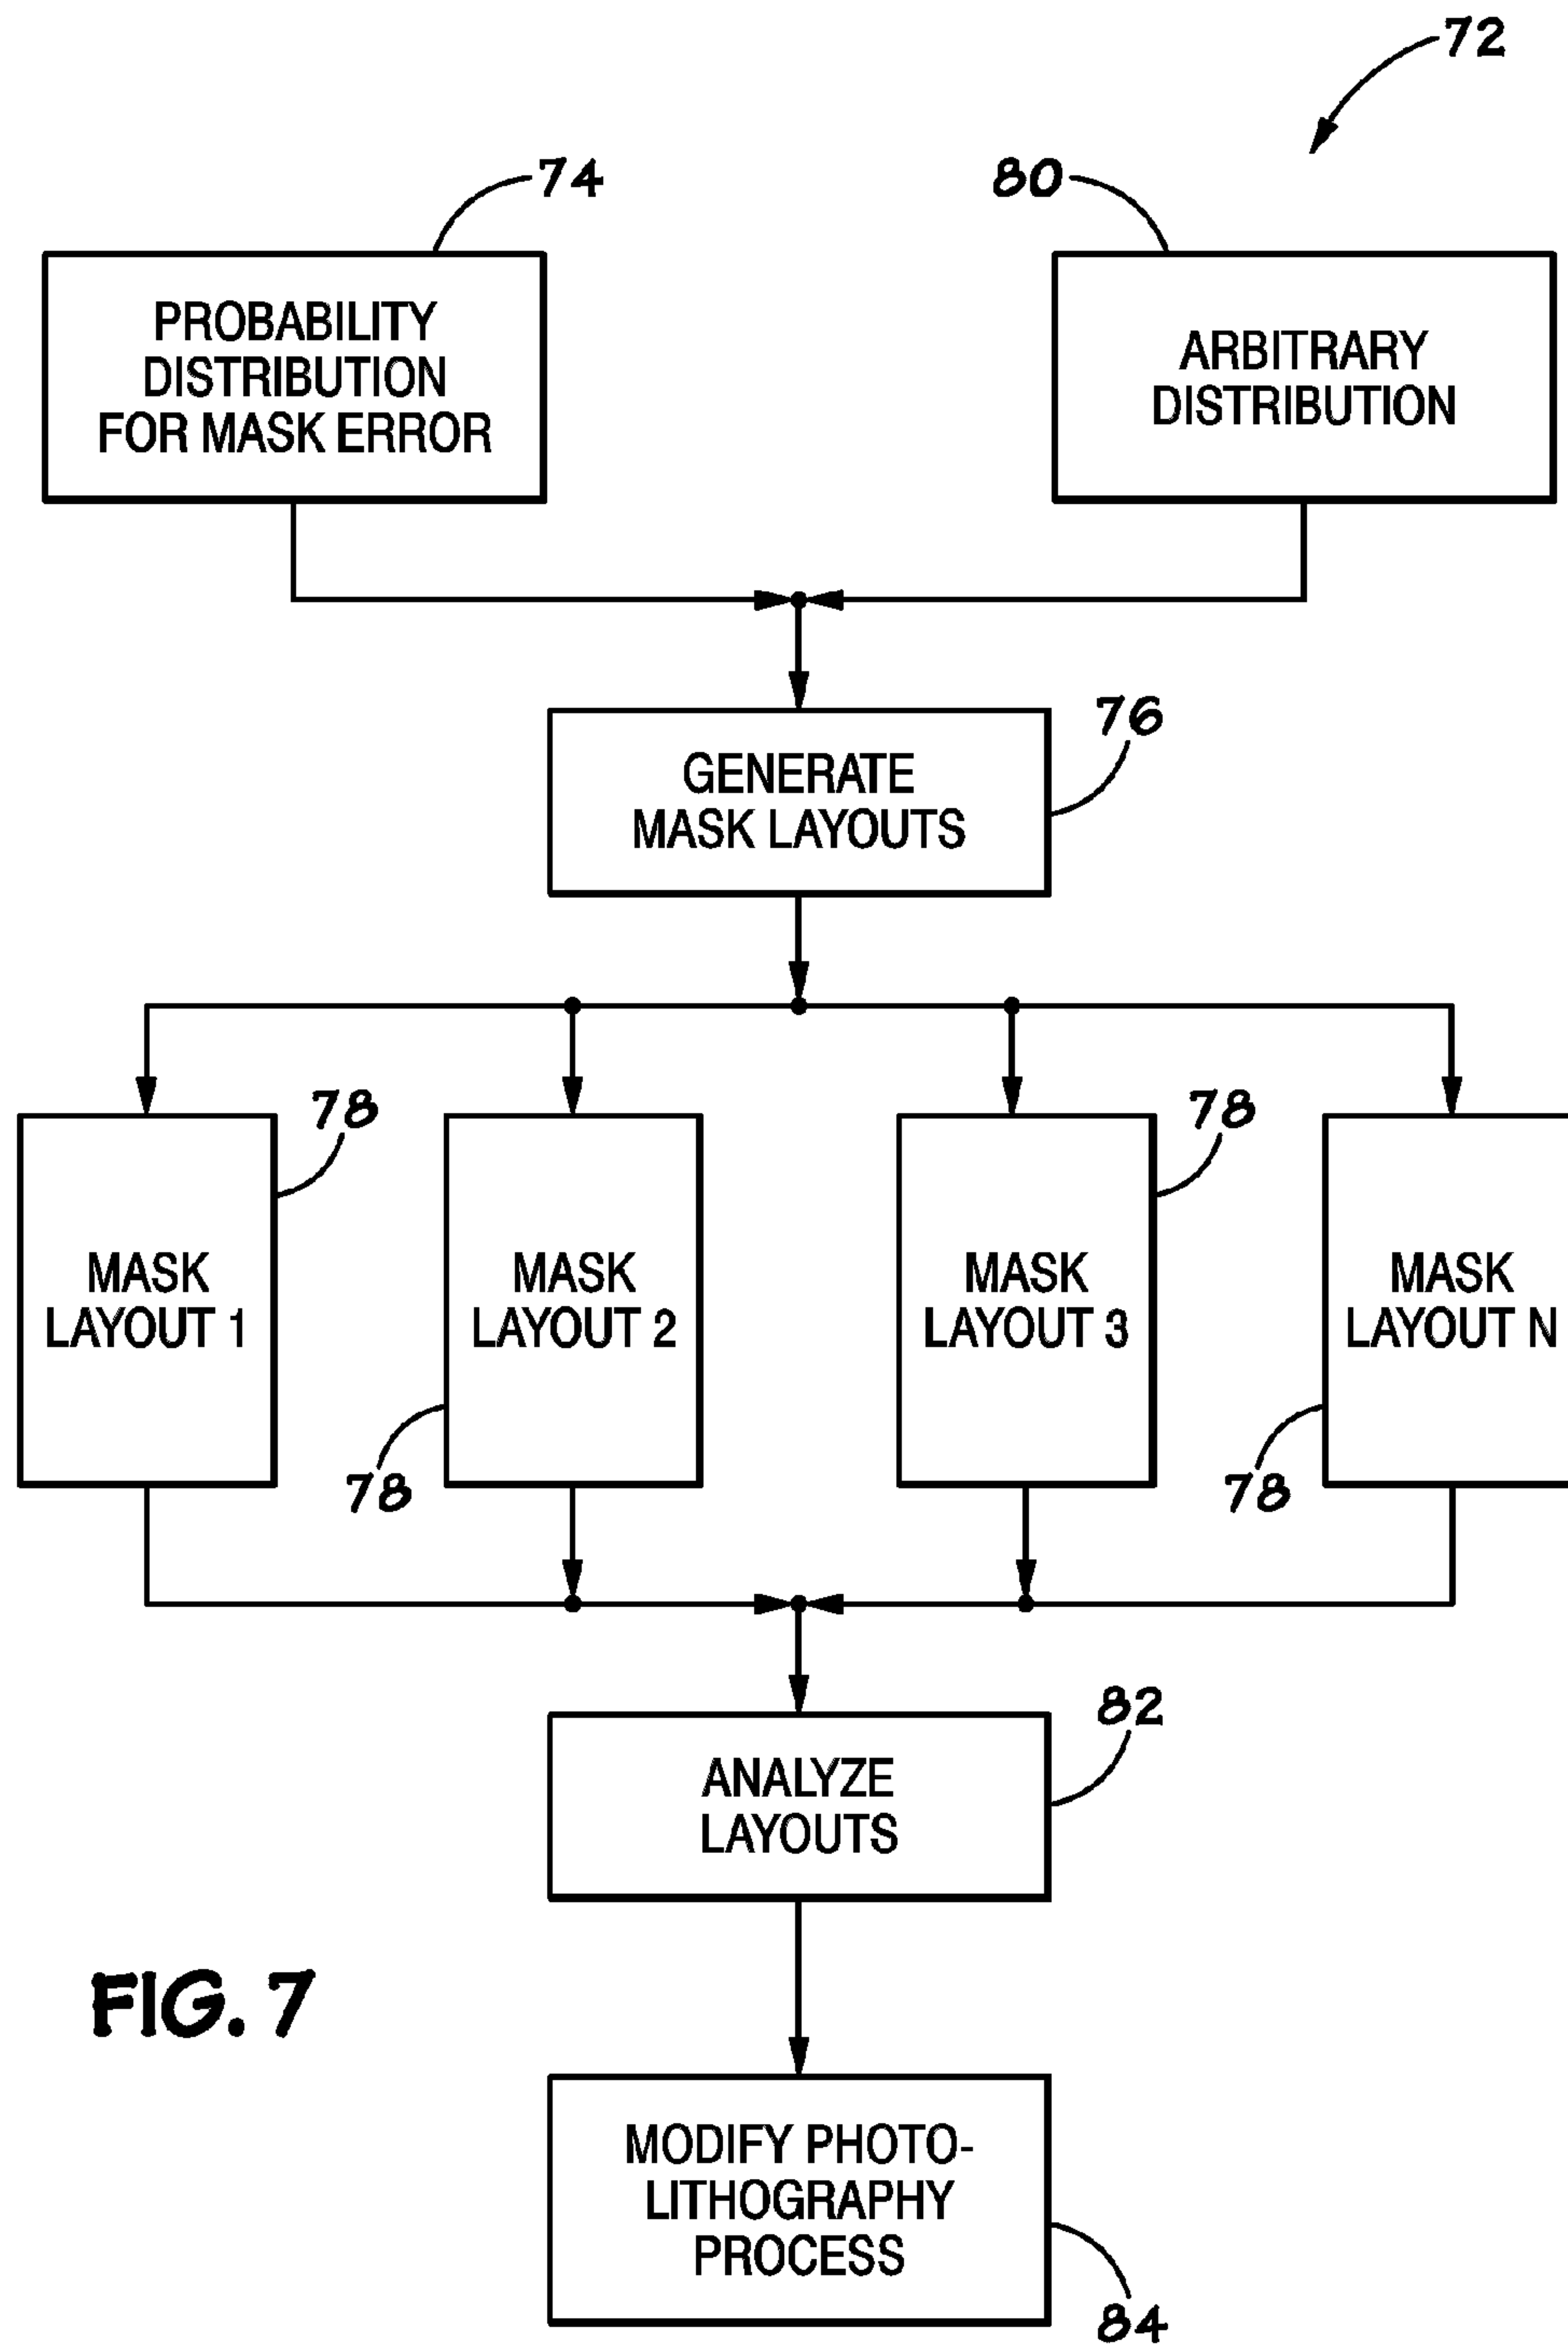 72
74
80
PROBABILITY
DISTRIBUTION
FOR MASK ERROR
ARBITRARY
DISTRIBUTION
76
GENERATE
MASK LAYOUTS
78
78
MASK
LAYOUT 1
MASK
LAYOUT 2
MASK
LAYOUT 3
MASK
LAYOUT N
78
78
82
ANALYZE
LAYOUTS
FIG. 7
MODIFY PHOTO-
LITHOGRAPHY
PROCESS
84